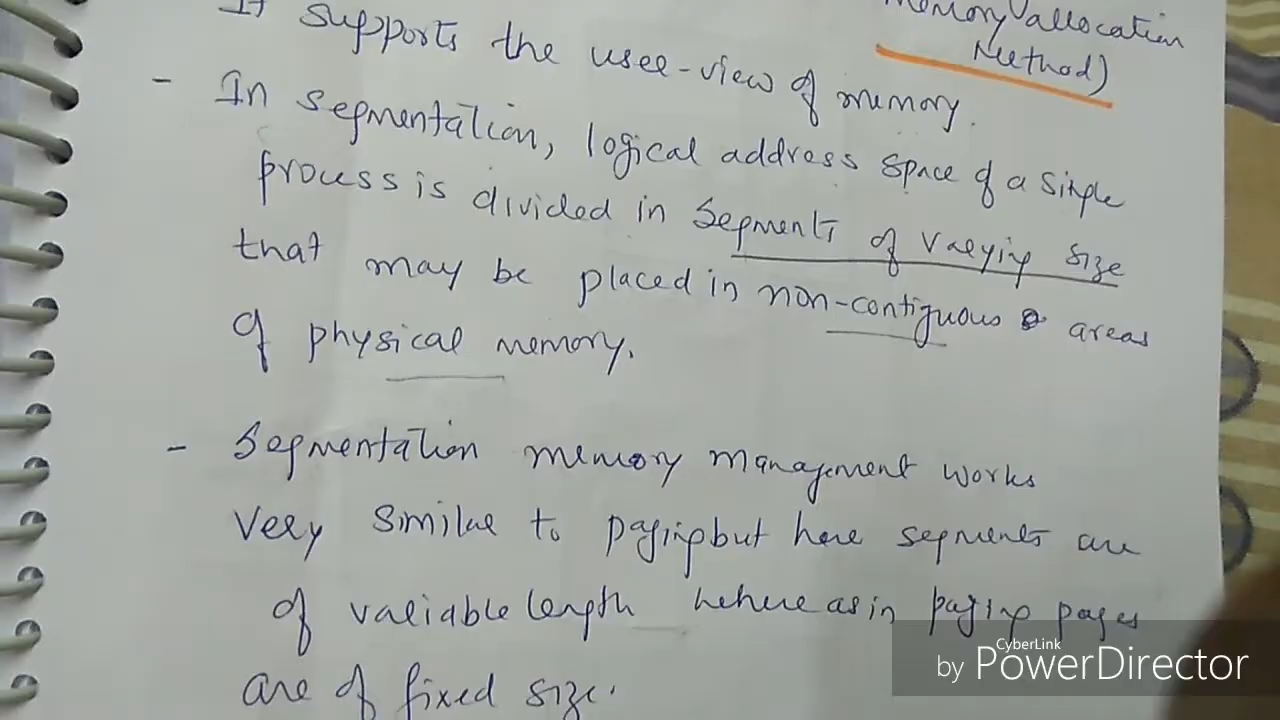 Memory allocation
Method)
It supports the user-view of memory.
- In segmentation, logical address space of a single
process is divided in segments of varying size
that may be placed in non-contiguous areas
of physical memory.
- Segmentation memory management works
very similar to paging but here segments are
of variable length where as in paging pages
are of fixed size.
CyberLink
by PowerDirector